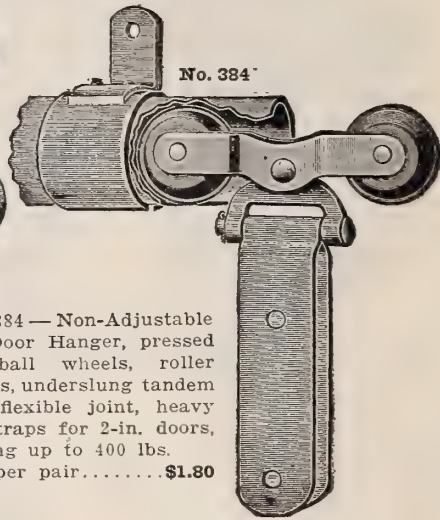 No. 384
384 — Non-Adjustable
Door Hanger, pressed
ball wheels, roller
underslung tandem
flexible joint, heavy
for 2-in. doors,
up to 400 lbs.
per pair........$1.80